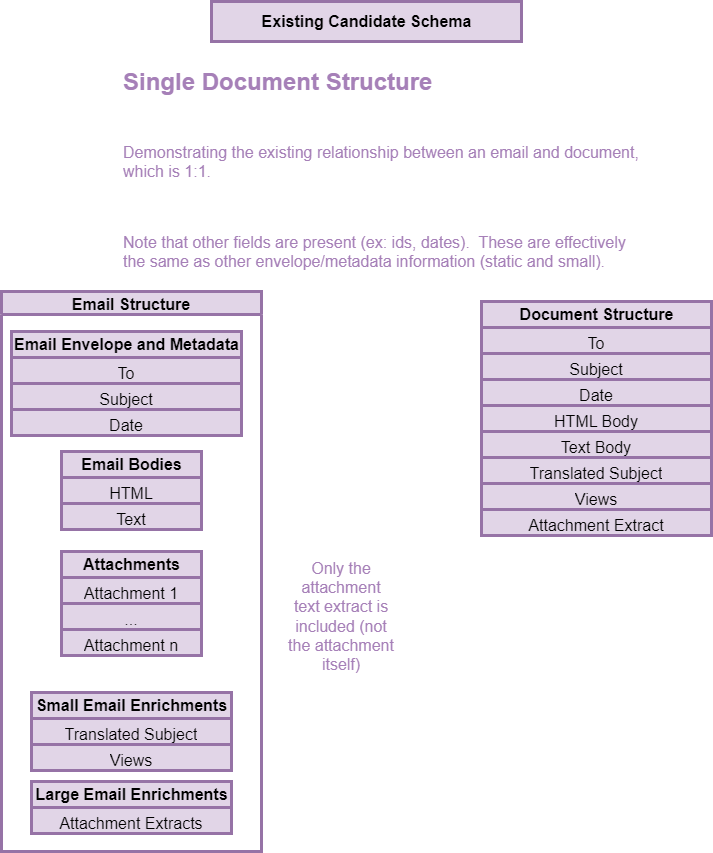 Existing Candidate Schema
Single Document Structure
Demonstrating the existing relationship between an email and document,
which is 1:1.
Note that other fields are present (ex: ids, dates).  These are effectively
the same as other envelope/metadata information (static and small).
Email Structure
Email Envelope and Metadata
To
Subject
Date
Email Bodies
HTML
Text
Attachments
Attachment 1
...
Attachment n
Small Email Enrichments
Translated Subject
Views
Large Email Enrichments
Attachment Extracts
Only the
attachment
text extract is
included (not
the attachment
itself)
Document Structure
To
Subject
Date
HTML Body
Text Body
Translated Subject
Views
Attachment Extract